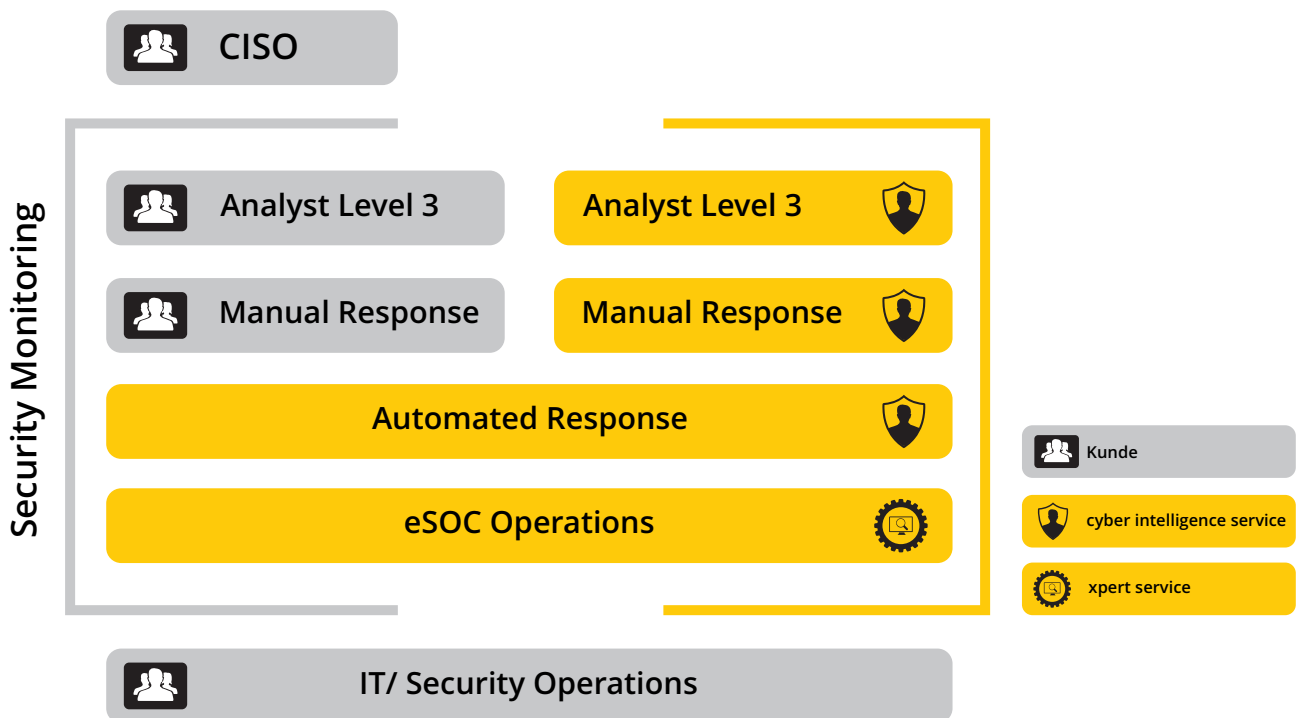 CISO
Security Monitoring
Analyst Level 3
Analyst Level 3
Manual Response
Manual Response
Automated Response
eSOC Operations
IT/ Security Operations
Kunde
cyber intelligence service
xpert service